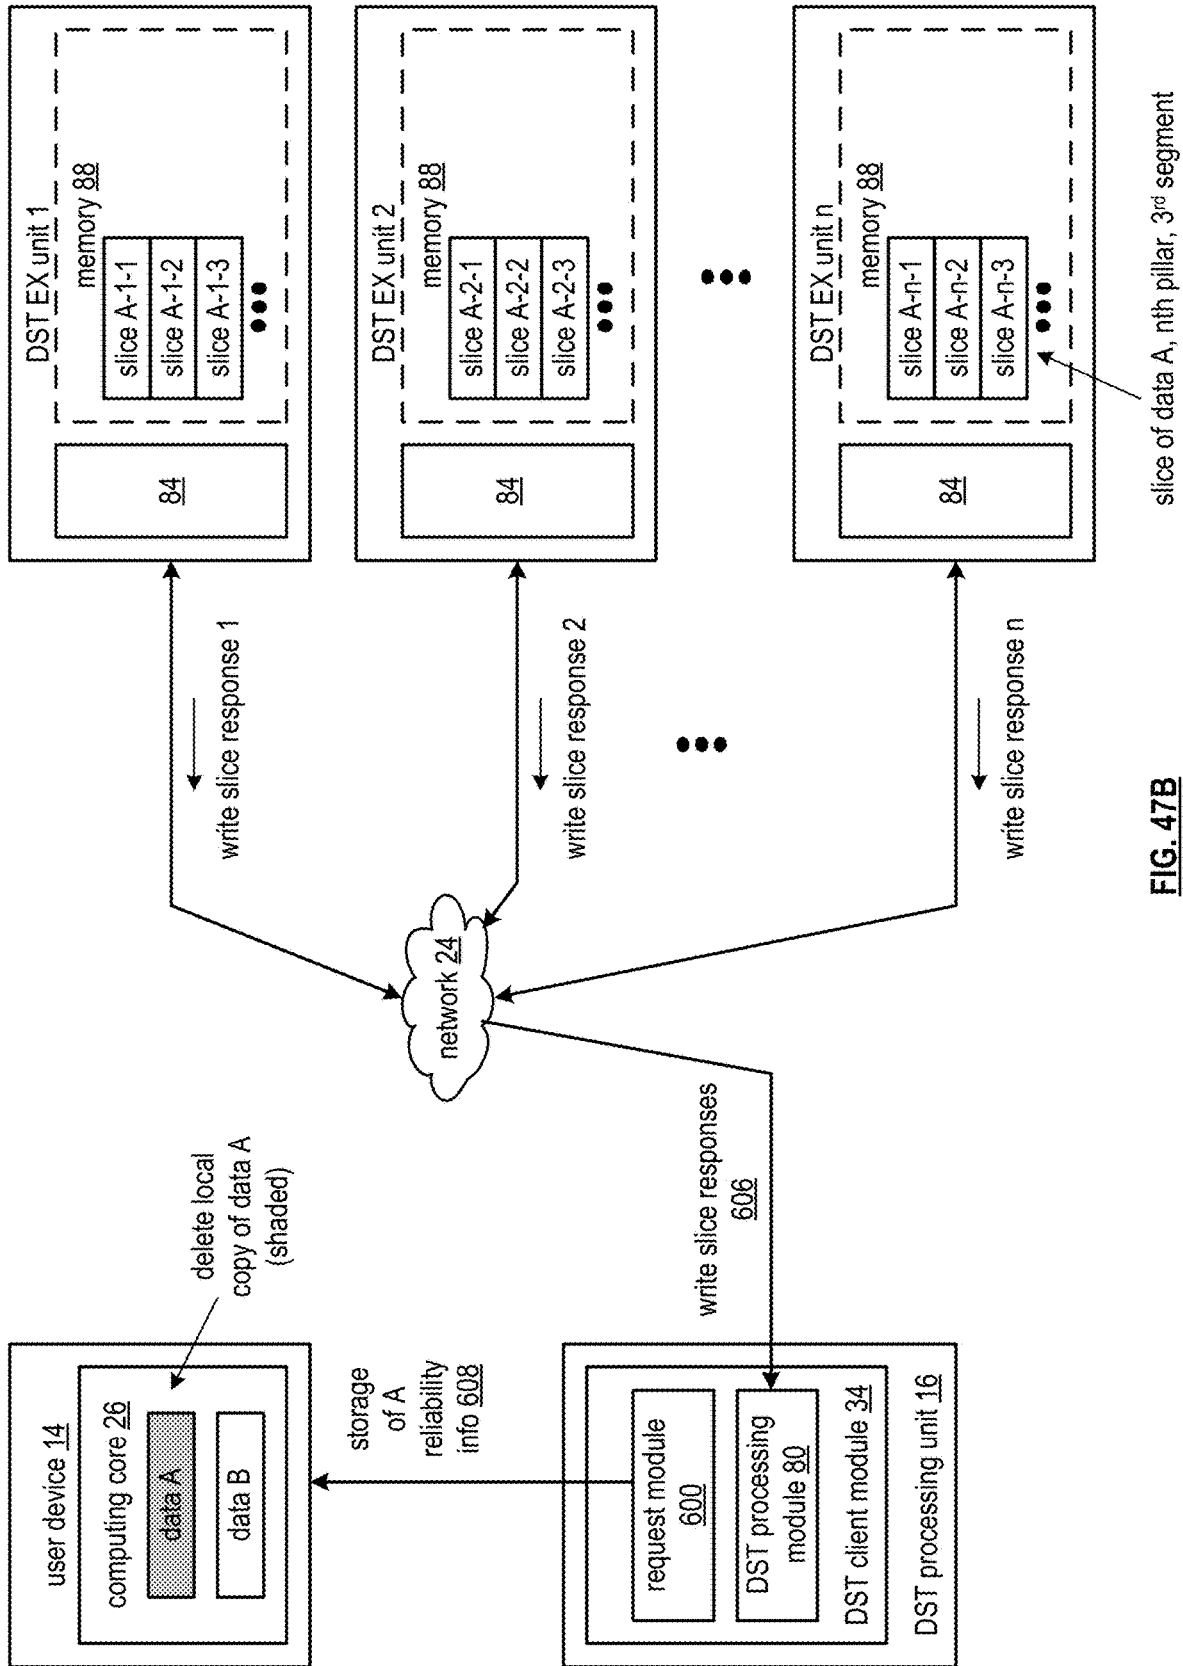 user device 14
computing core 26
data A
data B
delete local
copy of data A
(shaded)
storage
of A
reliability
info 608
request module
600
DST processing
module 80
DST client module 34
DST processing unit 16
write slice responses
606
network 24
write slice response 1
write slice response 2
write slice response n
DST EX unit 1
84
memory 88
slice A-1-1
slice A-1-2
slice A-1-3
DST EX unit 2
84
memory 88
slice A-2-1
slice A-2-2
slice A-2-3
DST EX unit n
84
memory 88
slice A-n-1
slice A-n-2
slice A-n-3
slice of data A, nth pillar, 3rd segment
FIG. 47B